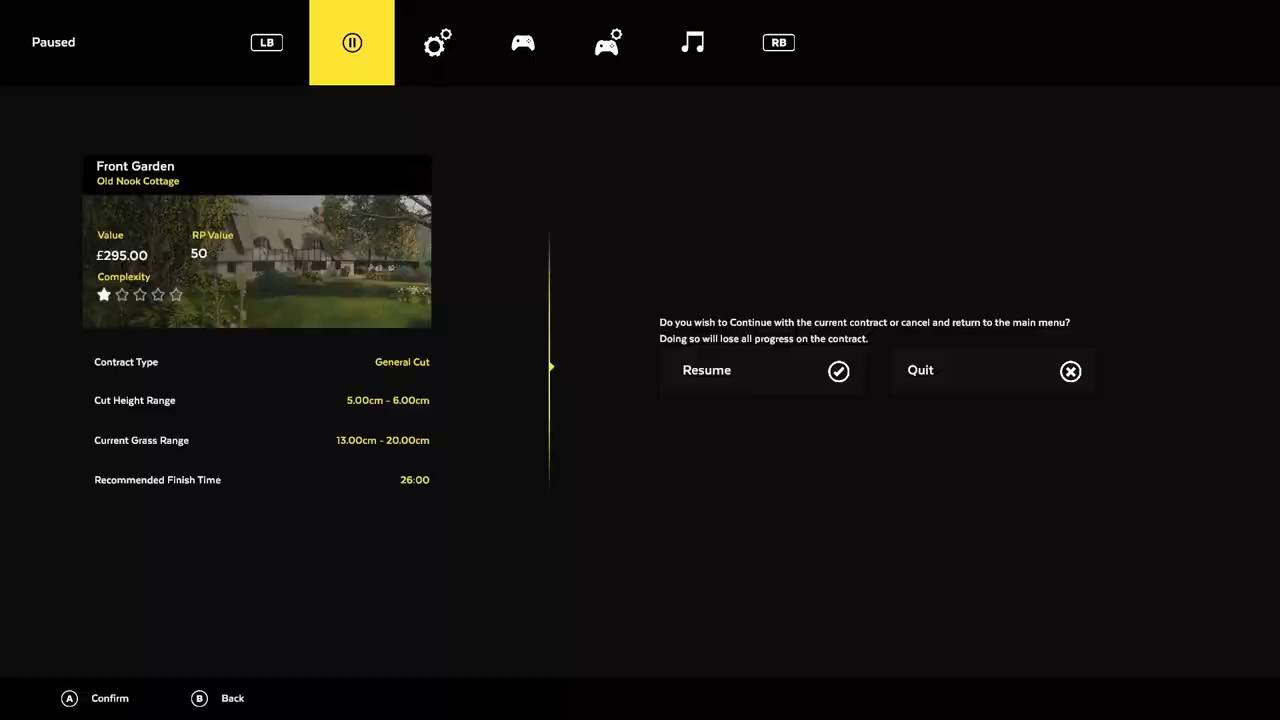 Paused
LB
RB
Front Garden
Old Nook Cottage
Value
RP Value
£295.00
50
Complexity
Contract Type
General Cut
Cut Height Range
5.00cm - 6.00cm
Current Grass Range
13.00cm - 20.00cm
Recommended Finish Time
26:00
Do you wish to Continue with the current contract or cancel and return to the main menu?
Doing so will lose all progress on the contract.
Resume
Quit
A Confirm
B Back